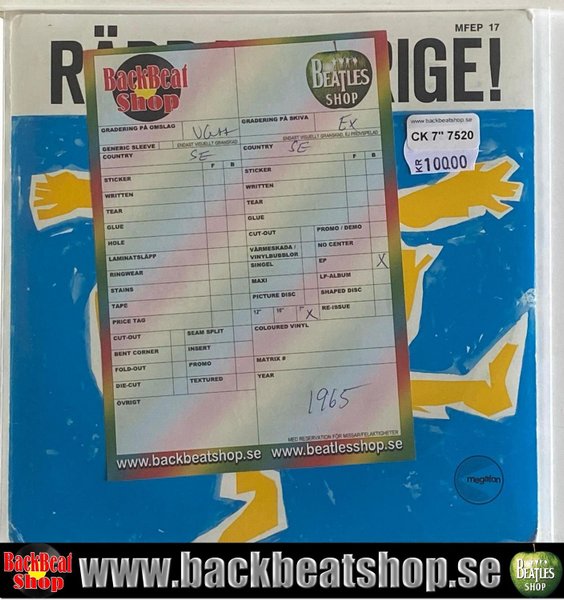 MFEP 17
RIGE!
BackBeat
Shop
BEATLES
SHOP
www.backbeatshop.se
CK 7" 7520
KR 10000
GRADERING PÅ OMSLAG VG++
GRADERING PÅ SKIVA EX
GENERIC SLEEVE
ENDAST VISUELLT GRANSKAD
ENDAST VISUELLT GRANSKAD, EJ PROVSPELAD
COUNTRY SE
COUNTRY SE
F B
F B
STICKER
STICKER
WRITTEN
WRITTEN
TEAR
TEAR
GLUE
GLUE
HOLE
CUT-OUT
PROMO / DEMO
LAMINATSLÄPP
VÄRMESKADA /
VINYLBUBBLOR
NO CENTER
RINGWEAR
SINGEL
EP X
STAINS
MAXI
LP-ALBUM
TAPE
PICTURE DISC
SHAPED DISC
PRICE TAG
12" 10" 7" X
RE-ISSUE
CUT-OUT
SEAM SPLIT
COLOURED VINYL
BENT CORNER
INSERT
FOLD-OUT
PROMO
MATRIX #
DIE-CUT
TEXTURED
YEAR
ÖVRIGT
1965
MED RESERVATION FÖR MISSAR/FELAKTIGHETER
www.backbeatshop.se www.beatlesshop.se
megafon
BackBeat
Shop
www.backbeatshop.se
BEATLES
SHOP